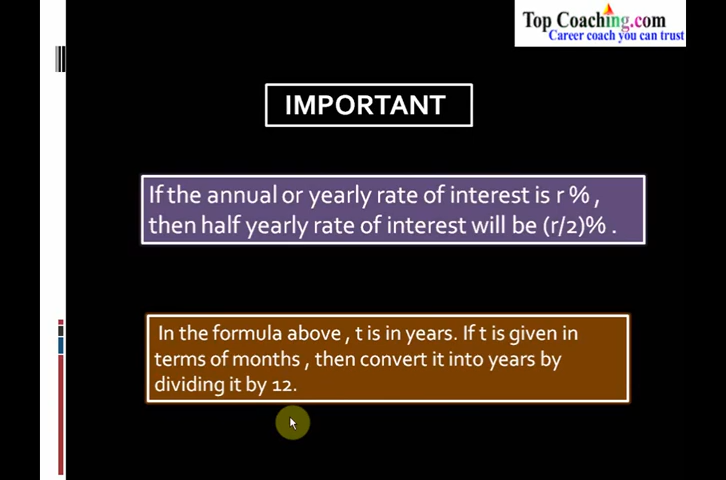 Top Coaching.com
Career coach you can trust
IMPORTANT
If the annual or yearly rate of interest is r % ,
then half yearly rate of interest will be (r/2)% .
In the formula above , t is in years. If t is given in
terms of months , then convert it into years by
dividing it by 12.